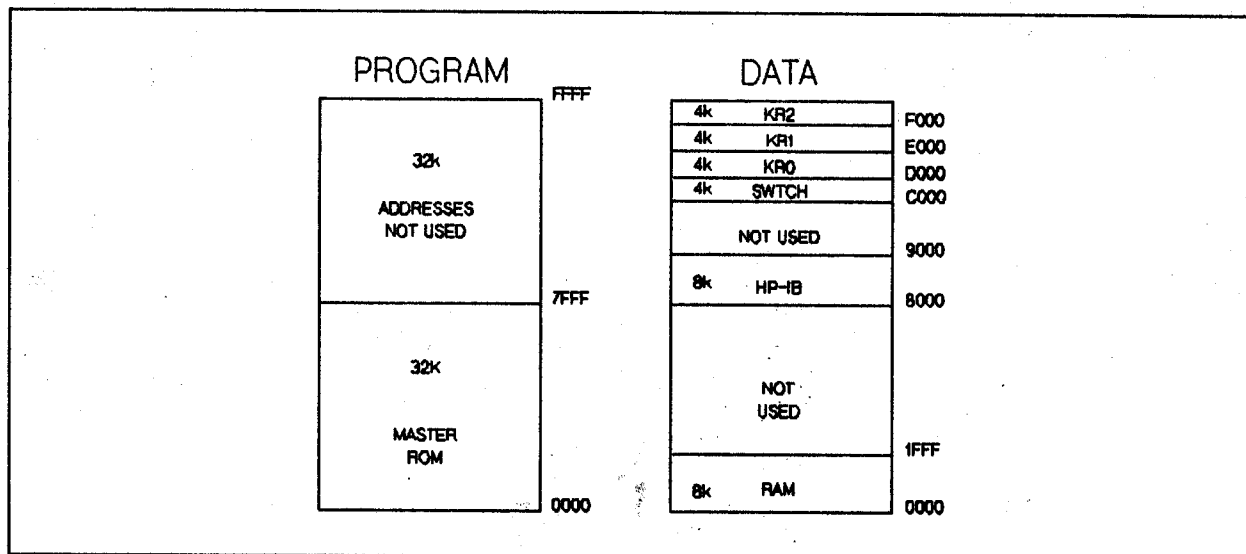 PROGRAM
FFFF
32k
ADDRESSES
NOT USED
7FFF
32K
MASTER
ROM
0000
DATA
4k KR2
F000
4k KR1
E000
4k KR0
D000
4k SWTCH
C000
NOT USED
9000
8k HP-IB
8000
NOT
USED
1FFF
8k RAM
0000